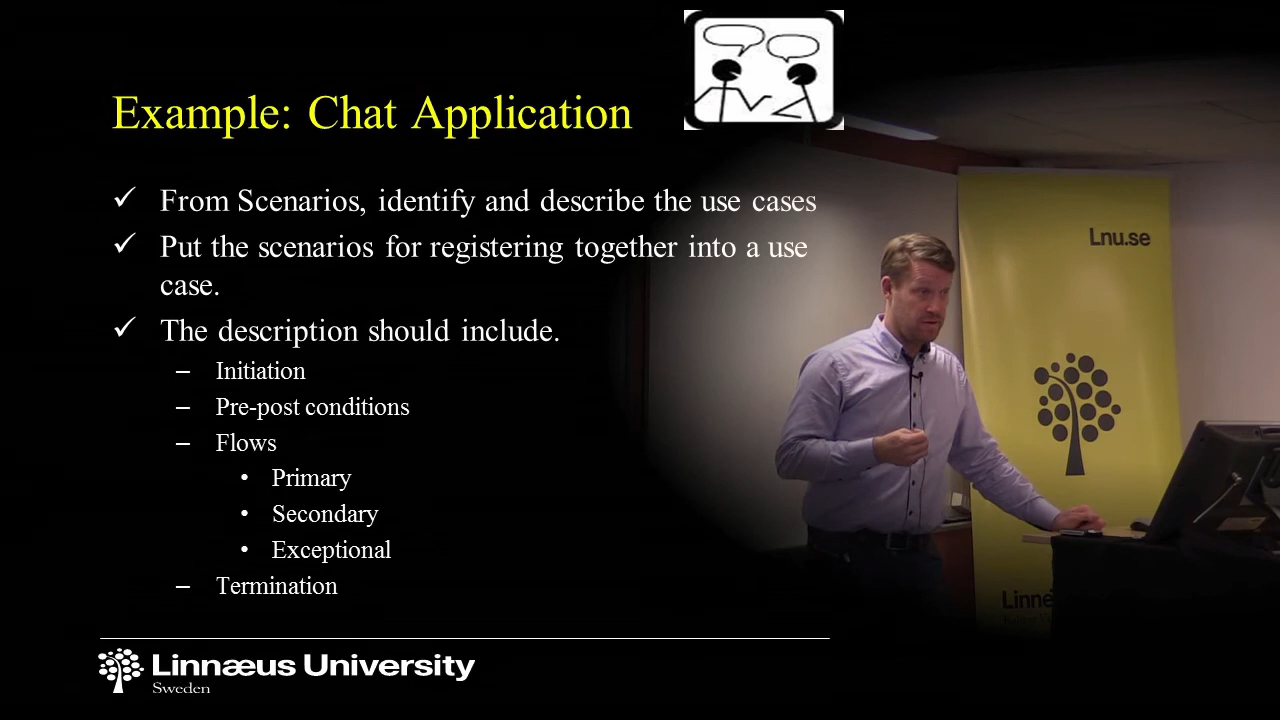 Example: Chat Application
✓ From Scenarios, identify and describe the use cases
✓ Put the scenarios for registering together into a use
case.
✓ The description should include.
– Initiation
– Pre-post conditions
– Flows
• Primary
• Secondary
• Exceptional
– Termination
Lnu.se
Linnæus University
Sweden